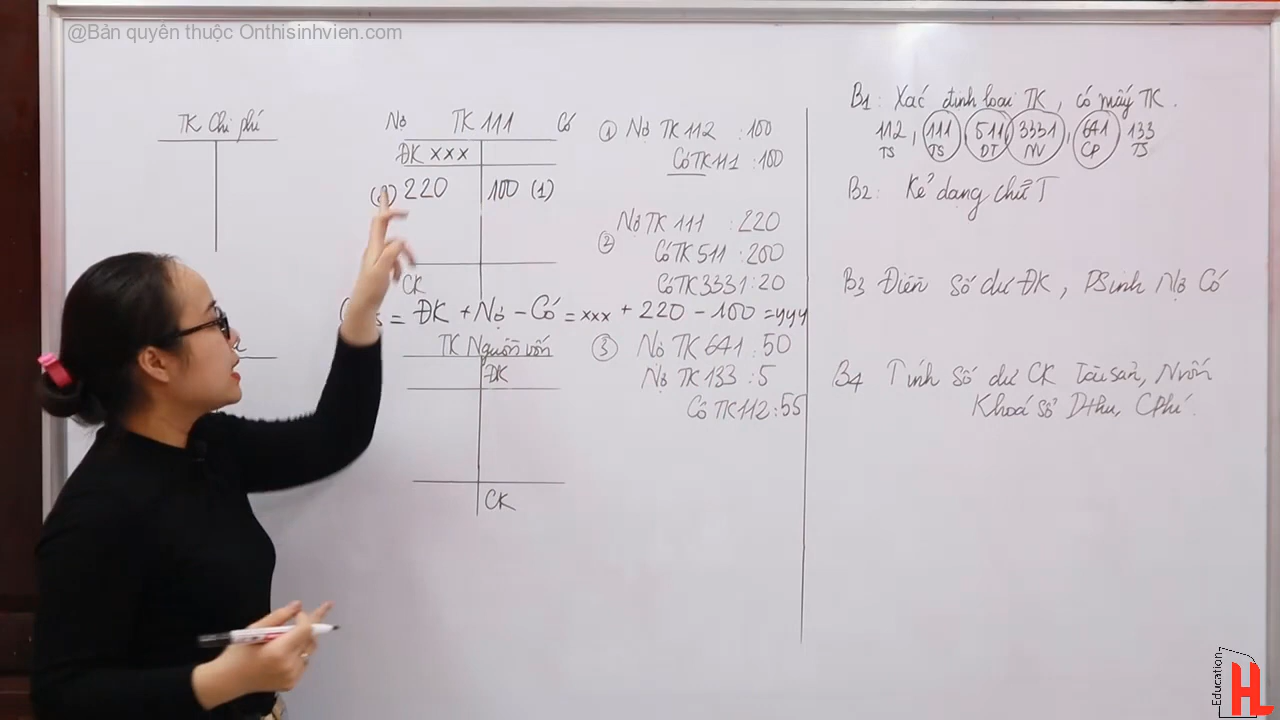 @Bản quyền thuộc Onthisinhvien.com
TK Chi phí
Nợ TK 111 Có
ĐK xxx
(2) 220 100 (1)
CK
= ĐK + Nợ - Có = xxx + 220 - 100 = yyy
TK Nguồn vốn
ĐK
CK
① Nợ TK 112 : 100
Có TK 111 : 100
② Nợ TK 111 : 220
Có TK 511 : 200
Có TK 3331 : 20
③ Nợ TK 641 : 50
Nợ TK 133 : 5
Có TK 112 : 55
B1 : Xác định loại TK , có mấy TK .
112 , 111 , 511 , 3331 , 641 , 133
TS TS DT NV CP TS
B2 : Kẻ dạng chữ T
B3 Điền số dư ĐK , PSinh Nợ Có
B4 Tính số dư CK Tài sản, Nvốn
Khoá sổ Dthu, CPhí .
Education
HL